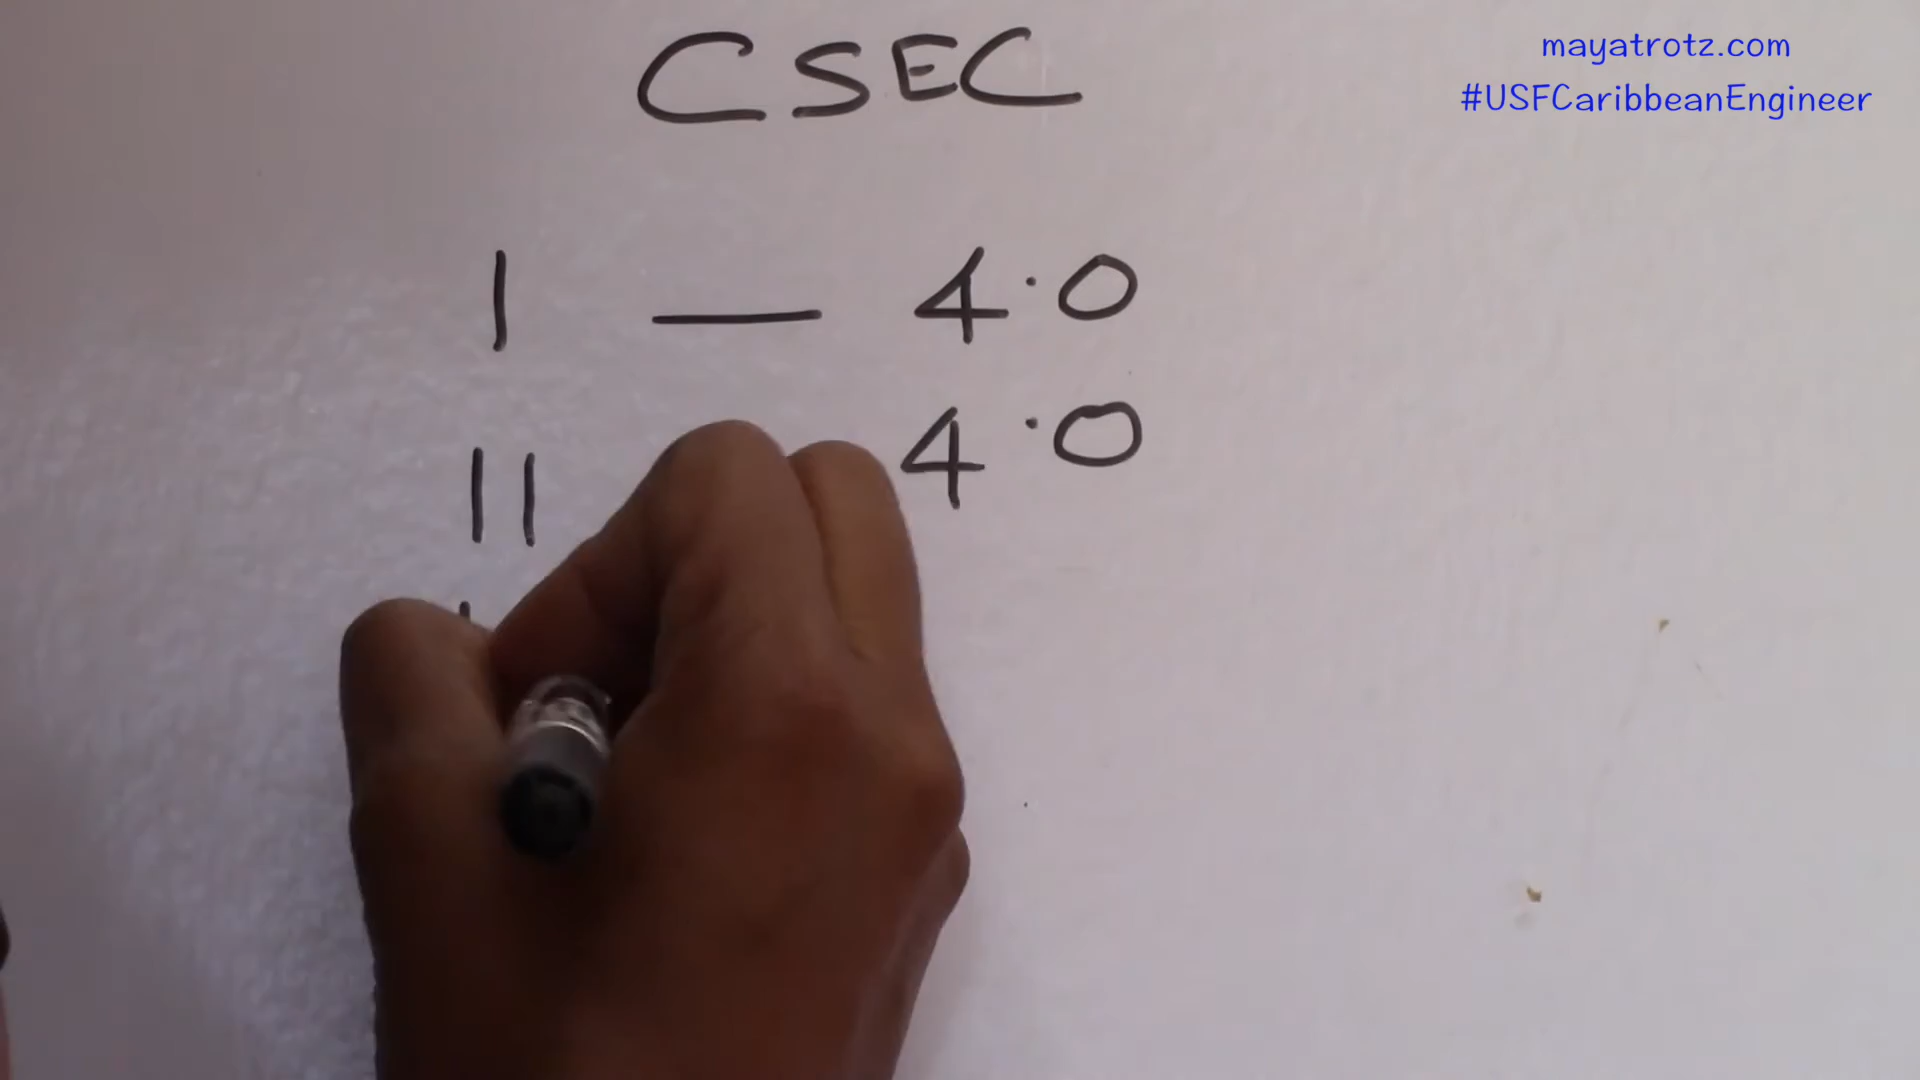 mayatrotz.com
#USFCaribbeanEngineer
CSEC
I — 4.0
II 4.0